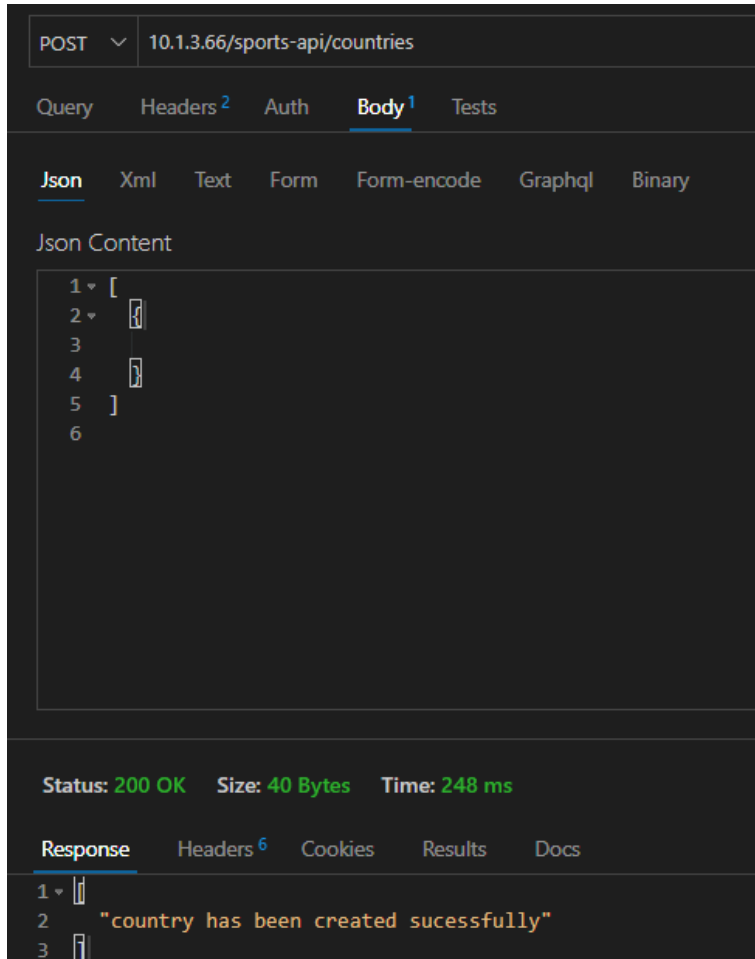 POST 10.1.3.66/sports-api/countries
Query Headers 2 Auth Body 1 Tests
Json Xml Text Form Form-encode Graphql Binary
Json Content
1 [
2 {
3
4 }
5 ]
6
Status: 200 OK Size: 40 Bytes Time: 248 ms
Response Headers 6 Cookies Results Docs
1 [
2 "country has been created sucessfully"
3 ]